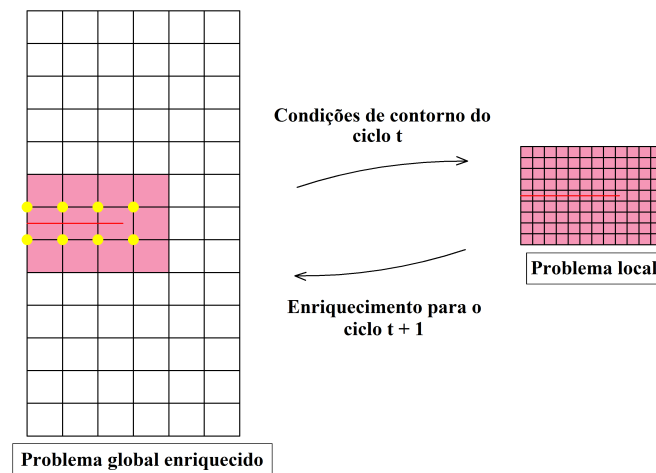 Condições de contorno do
ciclo t
Problema local
Enriquecimento para o
ciclo t + 1
Problema global enriquecido